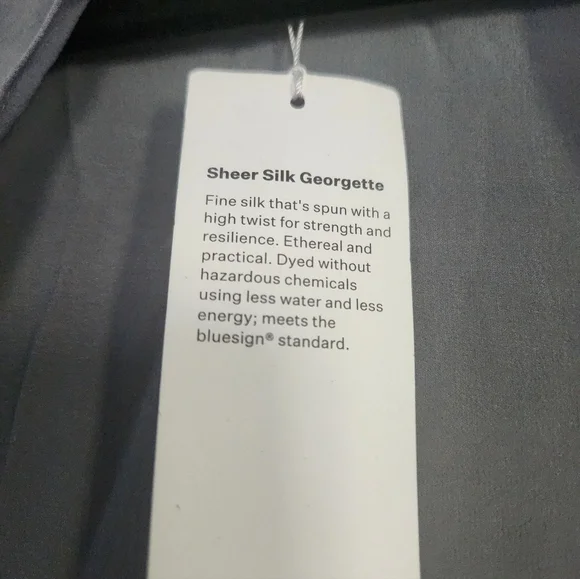 Sheer Silk Georgette
Fine silk that's spun with a
high twist for strength and
resilience. Ethereal and
practical. Dyed without
hazardous chemicals
using less water and less
energy; meets the
bluesign® standard.